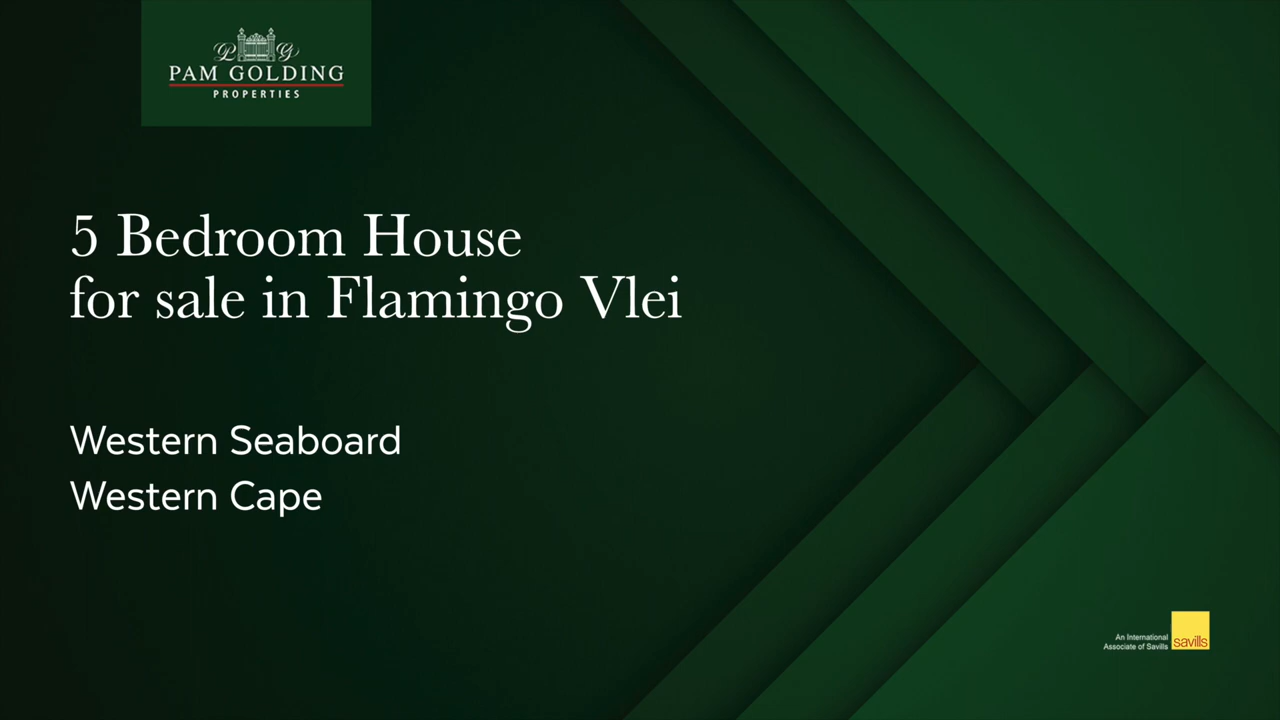 P G
PAM GOLDING
PROPERTIES
5 Bedroom House
for sale in Flamingo Vlei
Western Seaboard
Western Cape
An International
Associate of Savills
savills